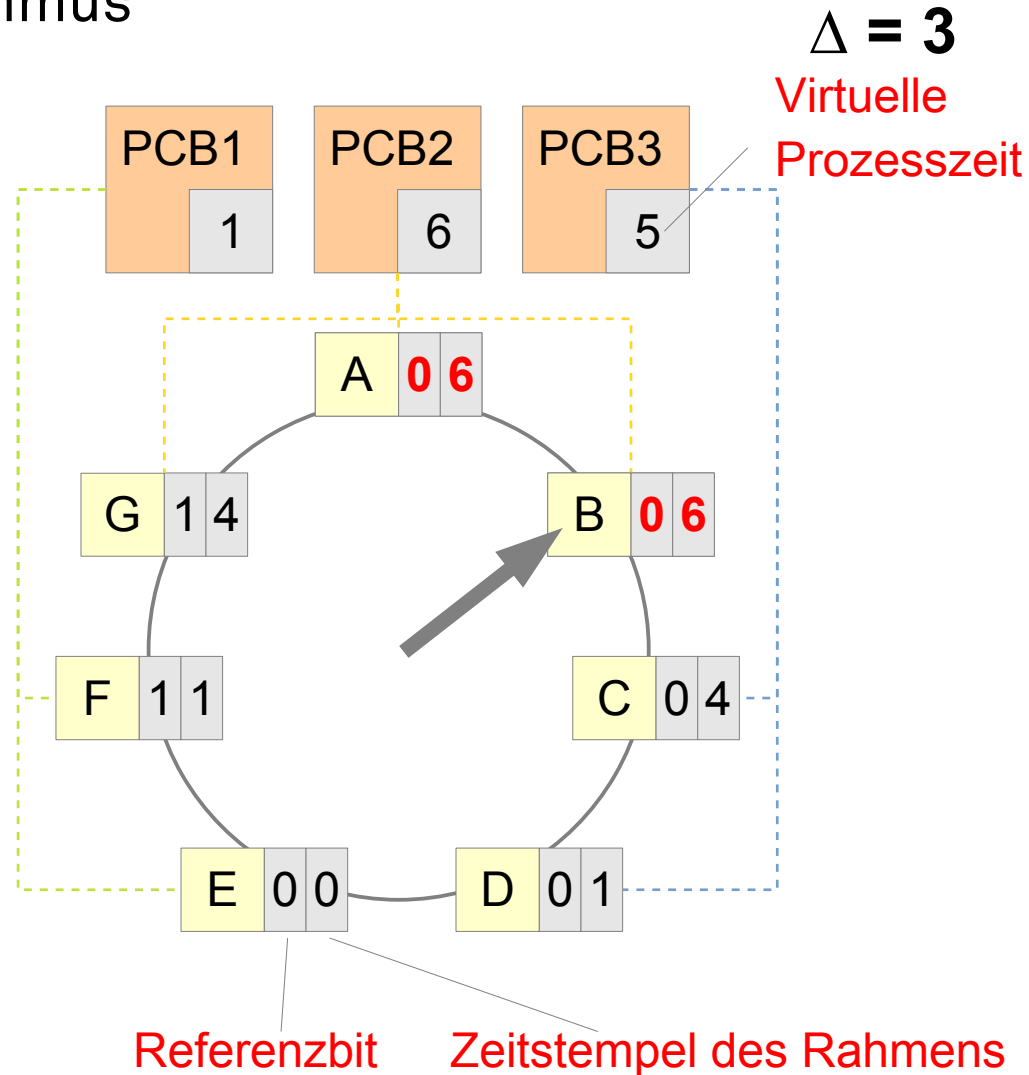 Δ = 3
Virtuelle
Prozesszeit
PCB1 PCB2 PCB3
1 6 5
A 0 6
G 1 4
B 0 6
F 1 1
C 0 4
E 0 0
D 0 1
Referenzbit
Zeitstempel des Rahmens